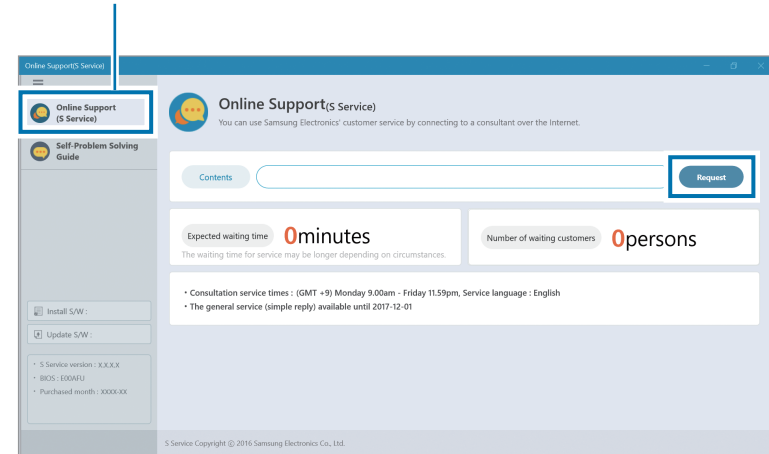 Online Support(S Service)
Online Support
(S Service)
Self-Problem Solving
Guide
Install S/W :
Update S/W :
• S Service version : X.X.X.X
• BIOS : E00AFU
• Purchased month : XXXX-XX
Online Support(S Service)
You can use Samsung Electronics' customer service by connecting to a consultant over the Internet.
Contents
Request
Expected waiting time 0minutes
The waiting time for service may be longer depending on circumstances.
Number of waiting customers 0persons
• Consultation service times : (GMT +9) Monday 9.00am - Friday 11.59pm, Service language : English
• The general service (simple reply) available until 2017-12-01
S Service Copyright ⓒ 2016 Samsung Electronics Co., Ltd.